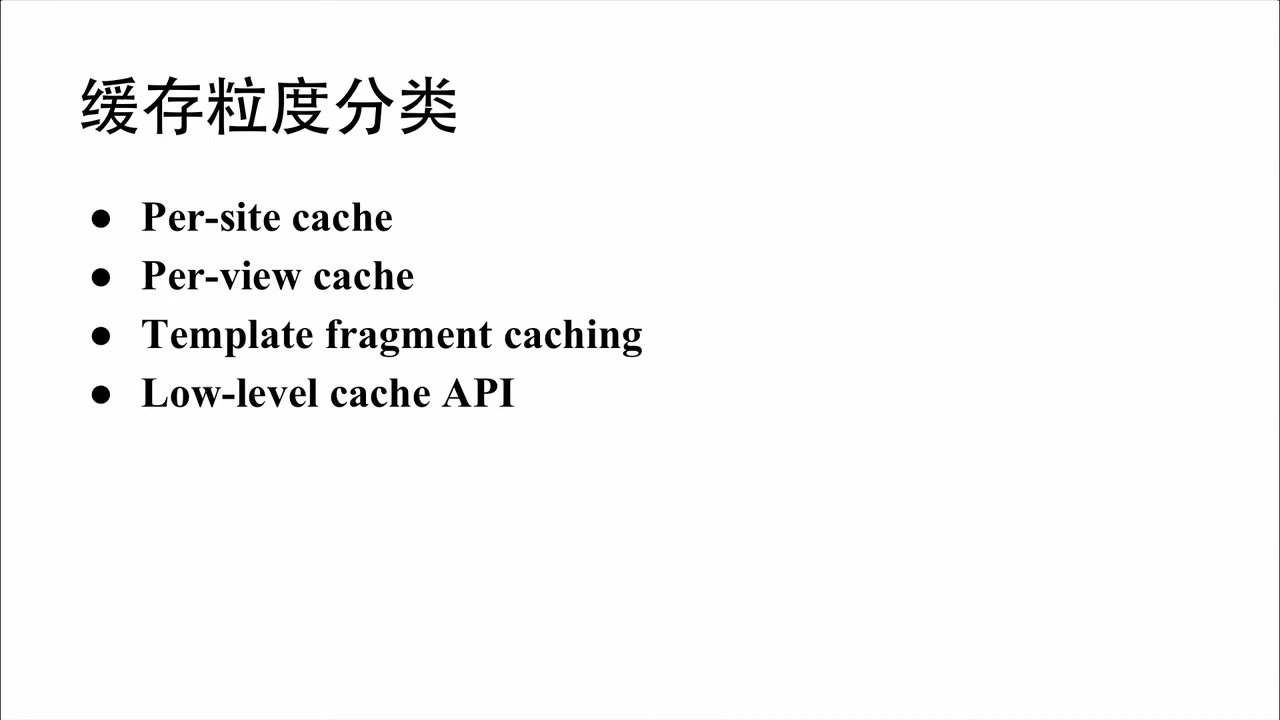 缓存粒度分类
● Per-site cache
● Per-view cache
● Template fragment caching
● Low-level cache API